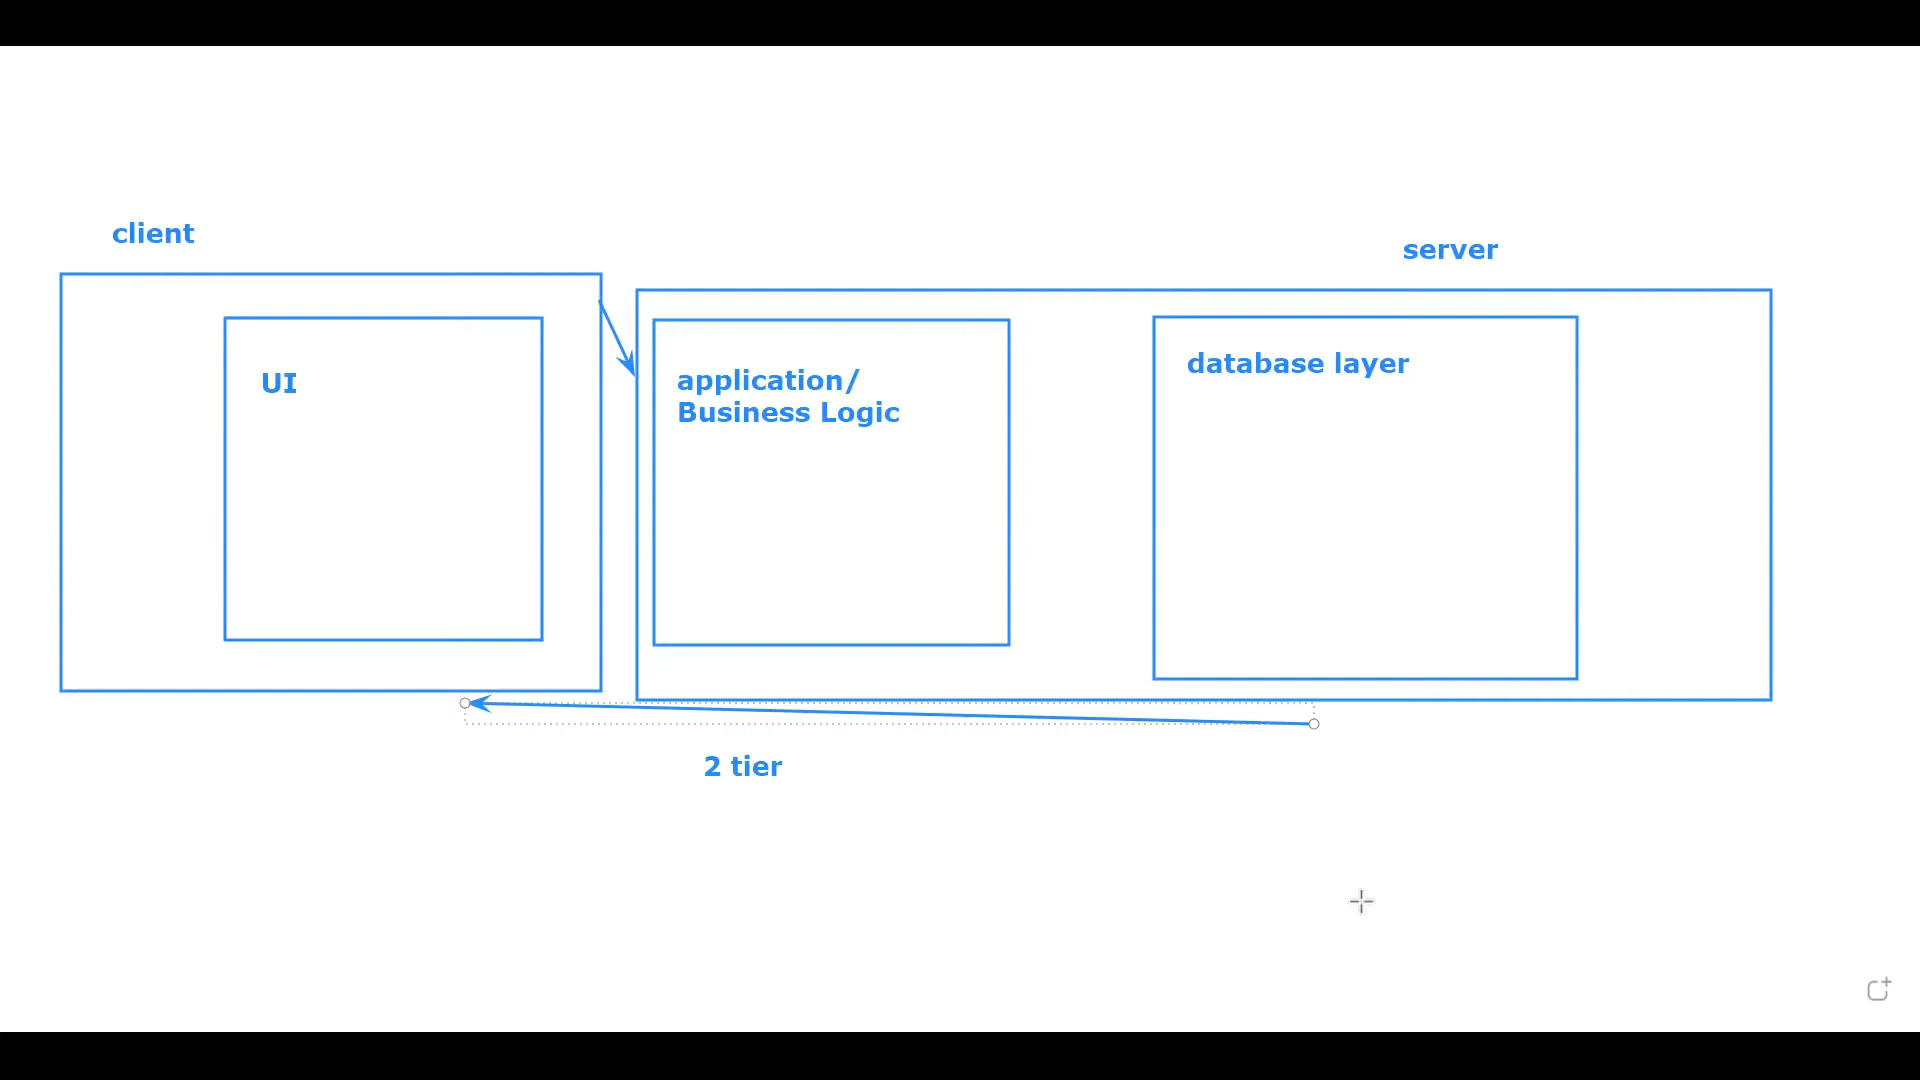 client
server
UI
application/
Business Logic
database layer
2 tier